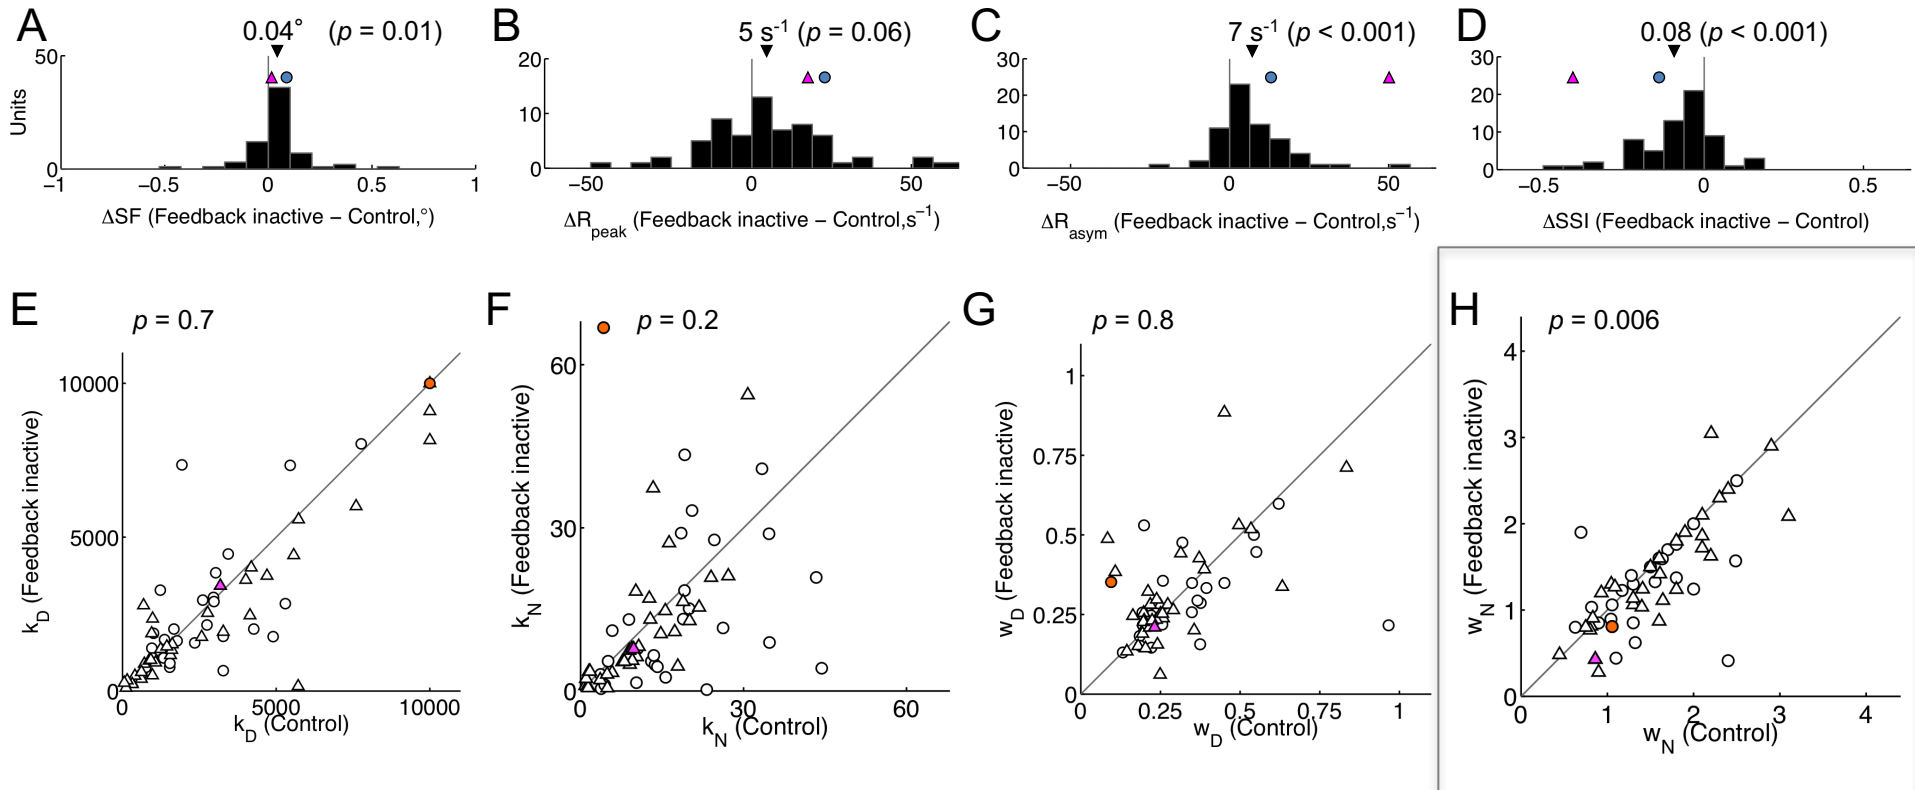 A
0.04° (p = 0.01)
50
0
Units
−1
−0.5
0
0.5
1
ΔSF (Feedback inactive − Control,°)
B
5 s-1 (p = 0.06)
20
10
0
−50
0
50
ΔRpeak (Feedback inactive − Control,s−1)
C
7 s-1 (p < 0.001)
30
20
10
0
−50
0
50
ΔRasym (Feedback inactive − Control,s−1)
D
0.08 (p < 0.001)
30
20
10
0
−0.5
0
0.5
ΔSSI (Feedback inactive − Control)
E
p = 0.7
10000
5000
0
kD (Feedback inactive)
0
5000
10000
kD (Control)
F
p = 0.2
60
30
0
kN (Feedback inactive)
0
30
60
kN (Control)
G
p = 0.8
1
0.75
0.5
0.25
0
wD (Feedback inactive)
0
0.25
0.5
0.75
1
wD (Control)
H
p = 0.006
4
3
2
1
0
wN (Feedback inactive)
0
1
2
3
4
wN (Control)